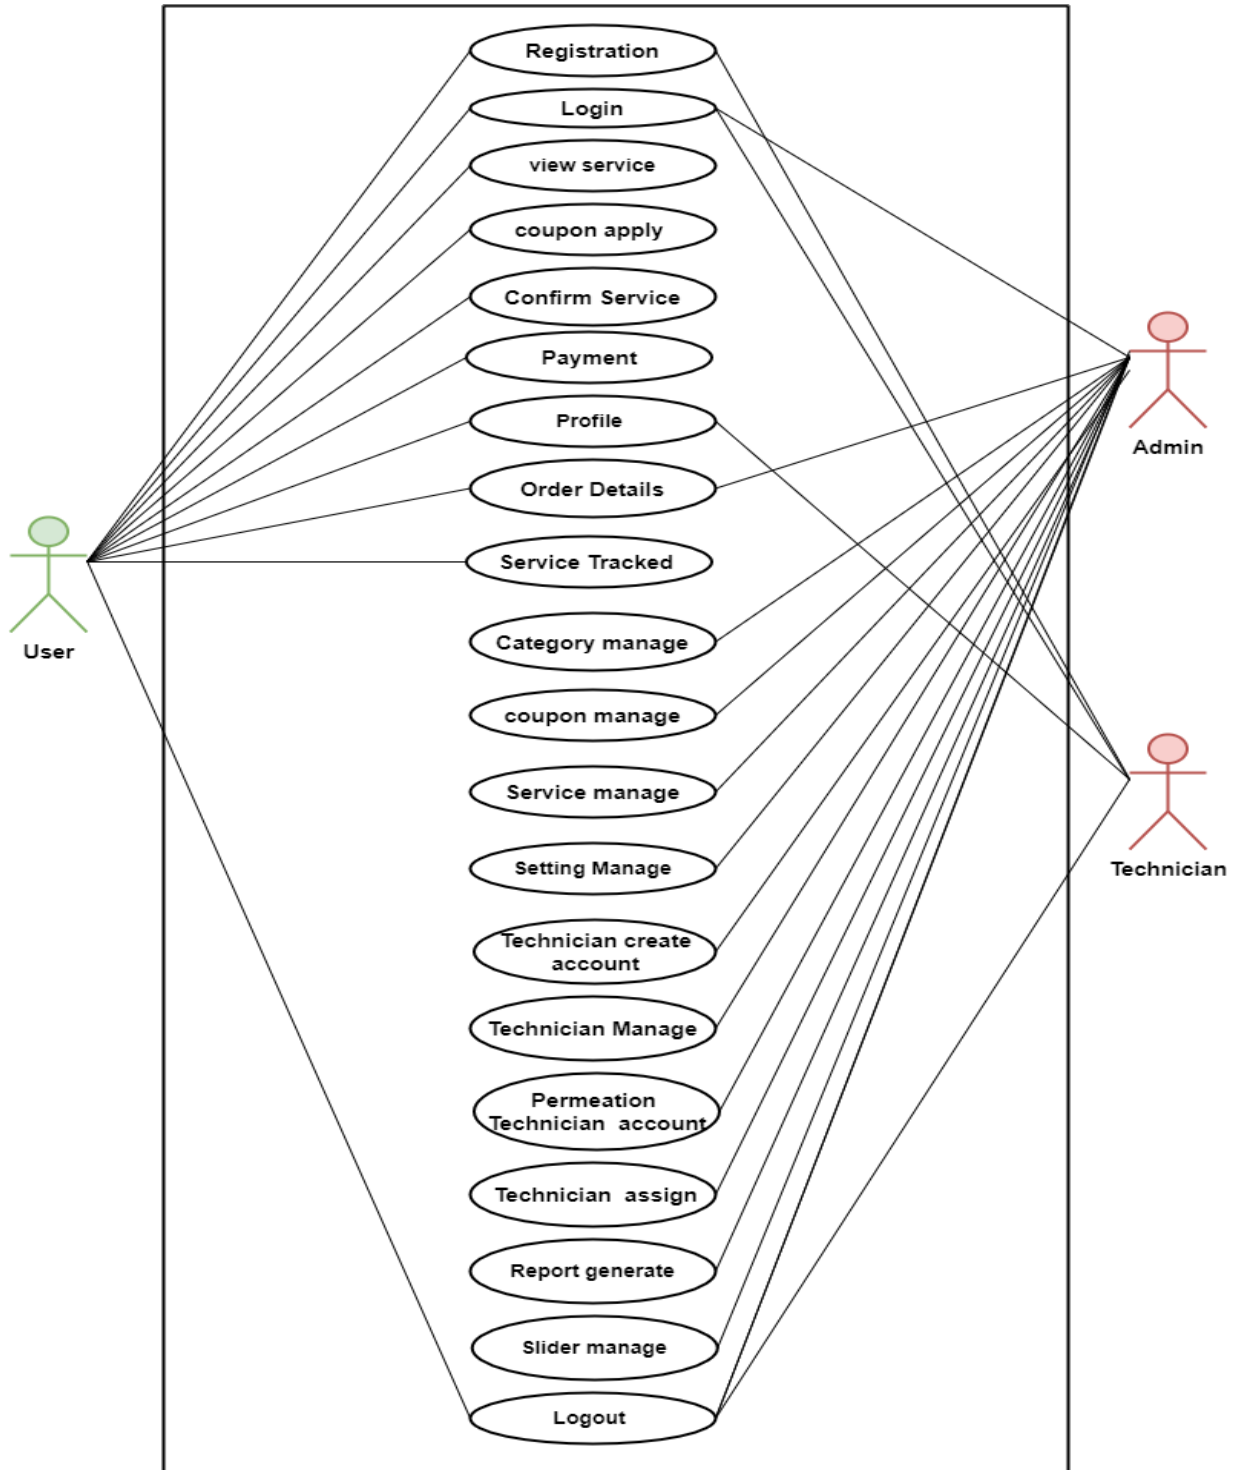 Registration
Login
view service
coupon apply
Confirm Service
Payment
Profile
Order Details
Service Tracked
Category manage
coupon manage
Service manage
Setting Manage
Technician create
account
Technician Manage
Permeation
Technician account
Technician assign
Report generate
Slider manage
Logout
User
Admin
Technician